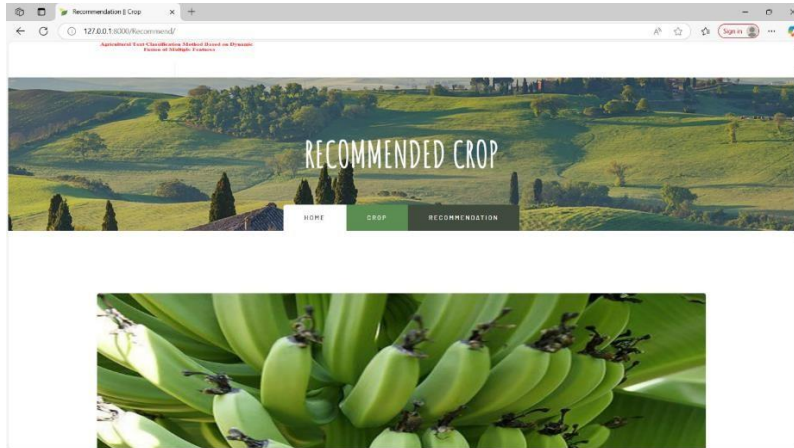 Recommendation || Crop
127.0.0.1:8000/Recommend/
Sign in
Agricultural Text Classification Method Based on Dynamic
Fusion of Multiple Features
RECOMMENDED CROP
HOME CROP RECOMMENDATION